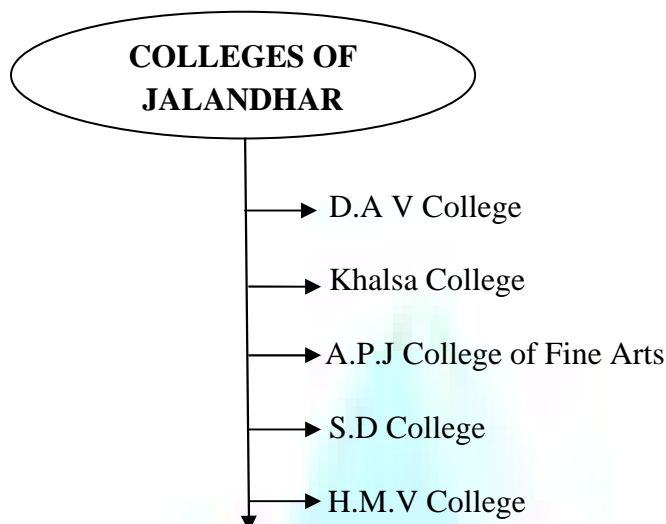 COLLEGES OF
JALANDHAR
D.A V College
Khalsa College
A.P.J College of Fine Arts
S.D College
H.M.V College